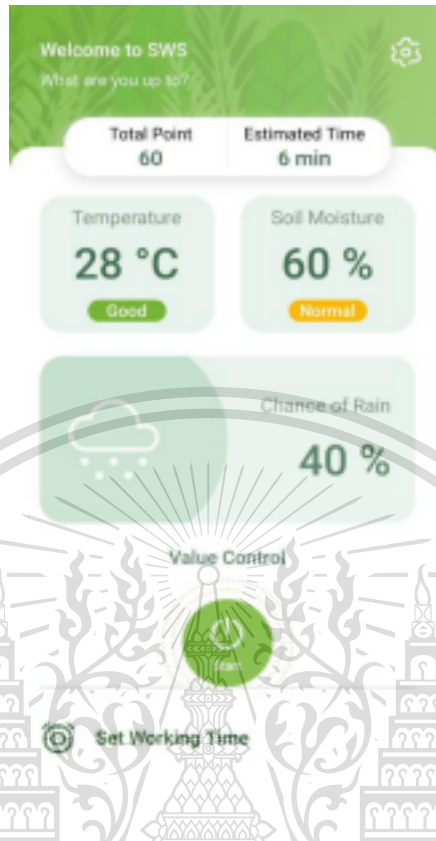 Welcome to SWS
What are you up to?
Total Point
Estimated Time
60
6 min
Temperature
Soil Moisture
28 °C
60 %
Good
Normal
Chance of Rain
40 %
Value Control
Set Working Time